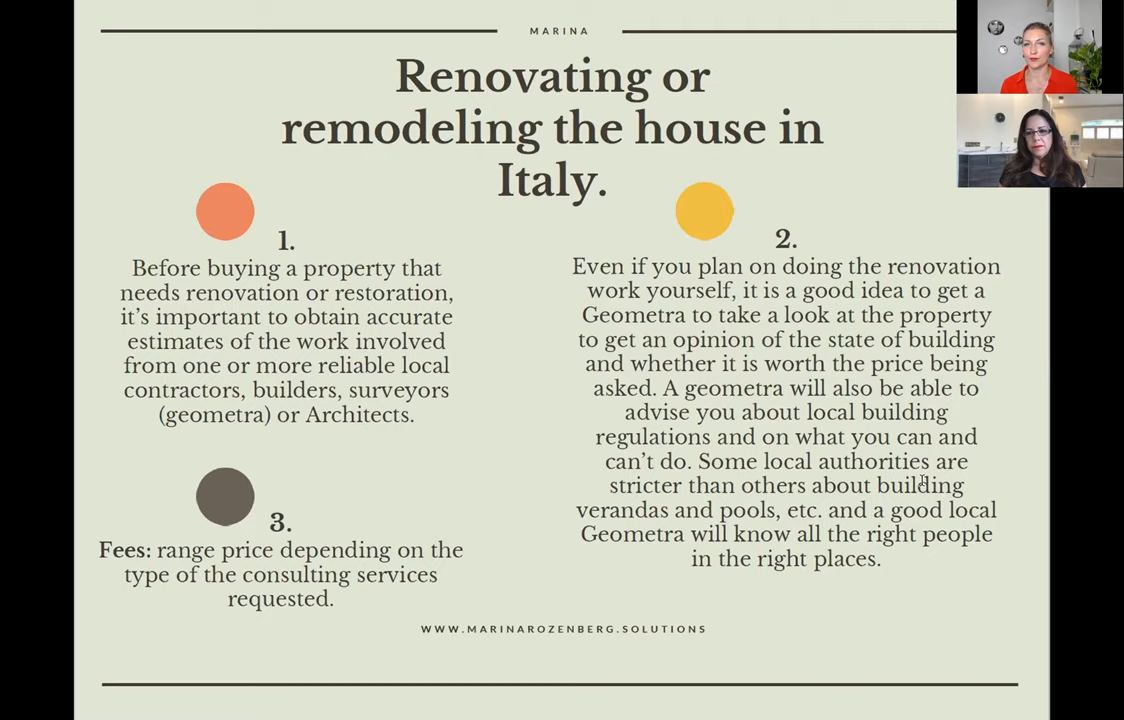 MARINA
Renovating or
remodeling the house in
Italy.
1.
Before buying a property that
needs renovation or restoration,
it's important to obtain accurate
estimates of the work involved
from one or more reliable local
contractors, builders, surveyors
(geometra) or Architects.
2.
Even if you plan on doing the renovation
work yourself, it is a good idea to get a
Geometra to take a look at the property
to get an opinion of the state of building
and whether it is worth the price being
asked. A geometra will also be able to
advise you about local building
regulations and on what you can and
can't do. Some local authorities are
stricter than others about building
verandas and pools, etc. and a good local
Geometra will know all the right people
in the right places.
3.
Fees: range price depending on the
type of the consulting services
requested.
WWW.MARINAROZENBERG.SOLUTIONS